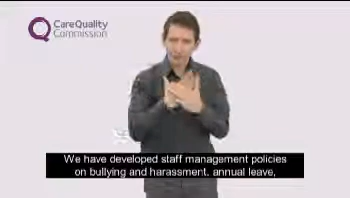 CareQuality
Commission
We have developed staff management policies
on bullying and harassment, annual leave,